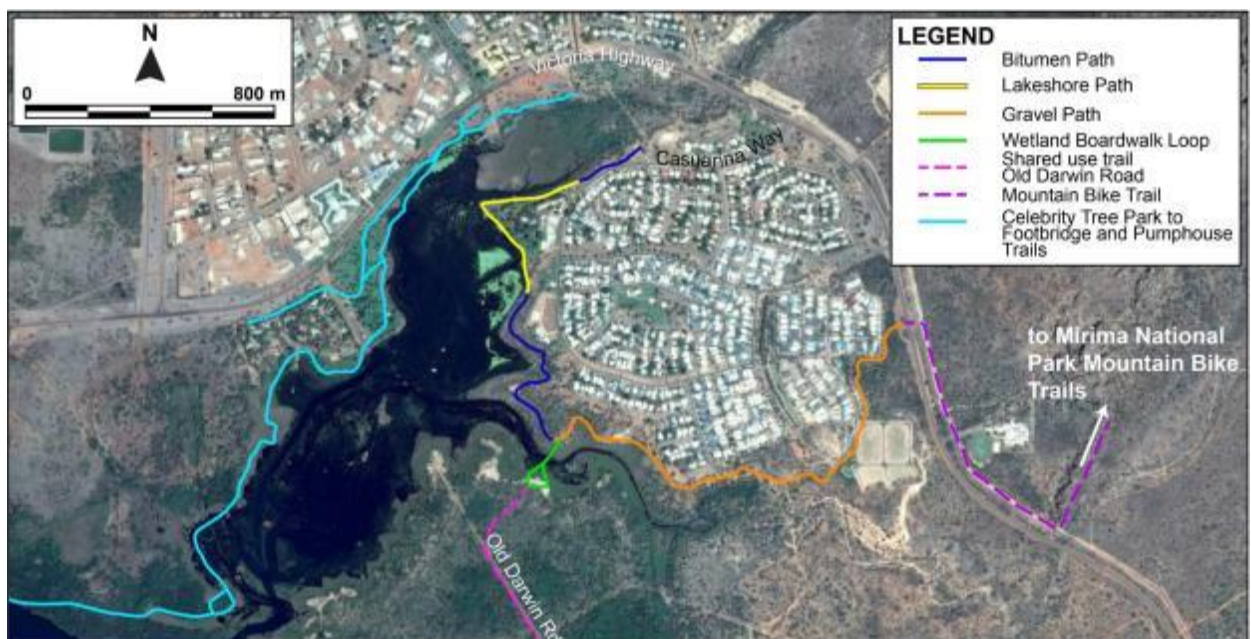 N
0 800 m
Victoria Highway
Casuarina Way
LEGEND
Bitumen Path
Lakeshore Path
Gravel Path
Wetland Boardwalk Loop
Shared use trail
Old Darwin Road
Mountain Bike Trail
Celebrity Tree Park to
Footbridge and Pumphouse
Trails
to MIrima National
Park Mountain Bike
Trails
Old Darwin